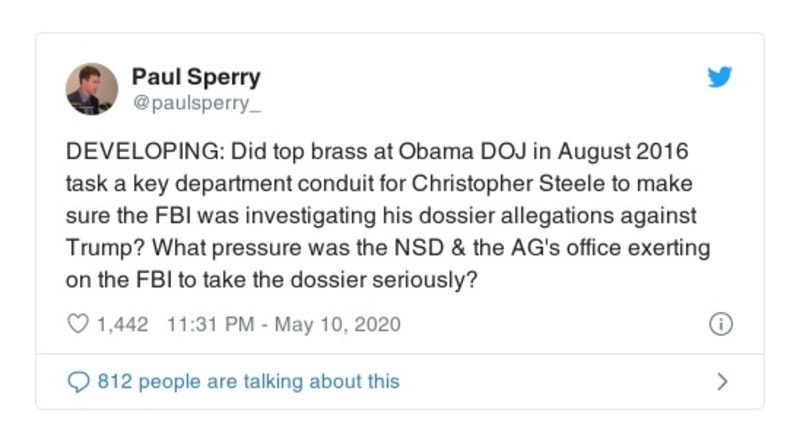 Paul Sperry
@paulsperry_
DEVELOPING: Did top brass at Obama DOJ in August 2016
task a key department conduit for Christopher Steele to make
sure the FBI was investigating his dossier allegations against
Trump? What pressure was the NSD & the AG's office exerting
on the FBI to take the dossier seriously?
1,442 11:31 PM - May 10, 2020
812 people are talking about this